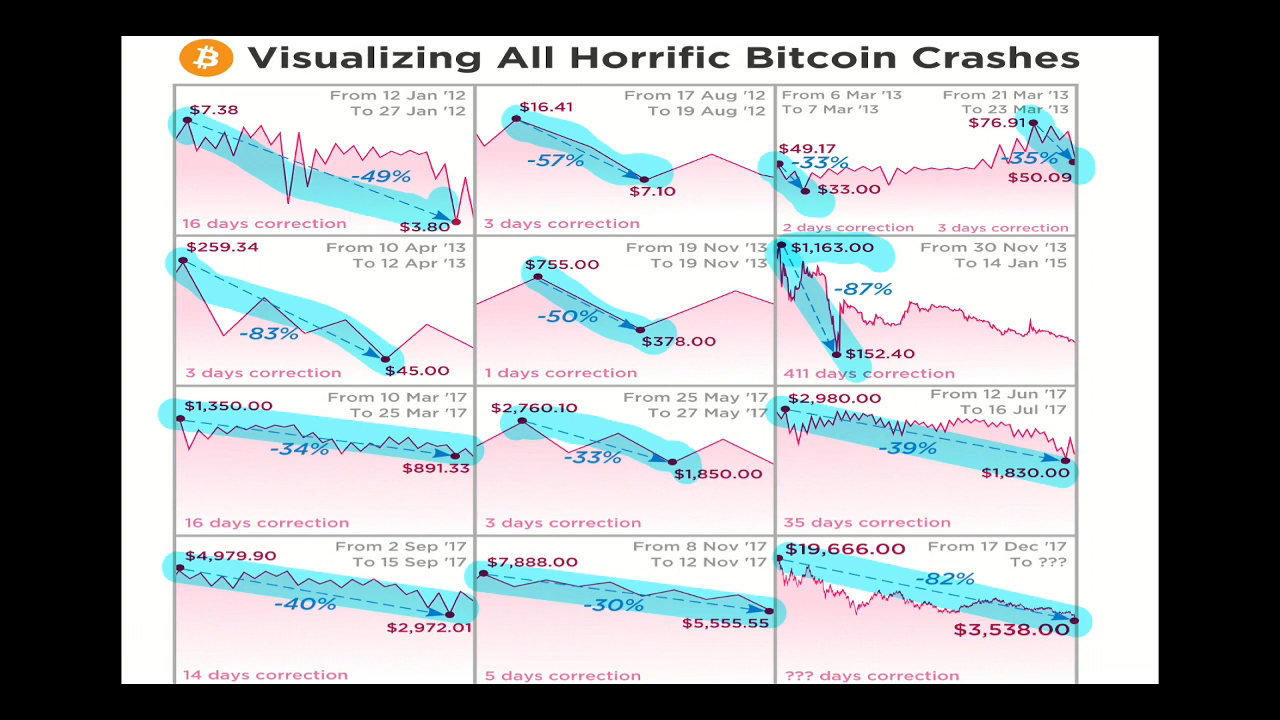 Visualizing All Horrific Bitcoin Crashes
From 12 Jan '12
To 27 Jan '12
$7.38
-49%
$3.80
16 days correction
From 17 Aug '12
To 19 Aug '12
$16.41
-57%
$7.10
3 days correction
From 6 Mar '13
To 7 Mar '13
$49.17
-33%
$33.00
2 days correction
From 21 Mar '13
To 23 Mar '13
$76.91
-35%
$50.09
3 days correction
$259.34
From 10 Apr '13
To 12 Apr '13
-83%
$45.00
3 days correction
From 19 Nov '13
To 19 Nov '13
$755.00
-50%
$378.00
1 days correction
$1,163.00
From 30 Nov '13
To 14 Jan '15
-87%
$152.40
411 days correction
From 10 Mar '17
To 25 Mar '17
$1,350.00
-34%
$891.33
16 days correction
From 25 May '17
To 27 May '17
$2,760.10
-33%
$1,850.00
3 days correction
From 12 Jun '17
To 16 Jul '17
$2,980.00
-39%
$1,830.00
35 days correction
From 2 Sep '17
To 15 Sep '17
$4,979.90
-40%
$2,972.01
14 days correction
From 8 Nov '17
To 12 Nov '17
$7,888.00
-30%
$5,555.55
5 days correction
$19,666.00
From 17 Dec '17
To ???
-82%
$3,538.00
??? days correction